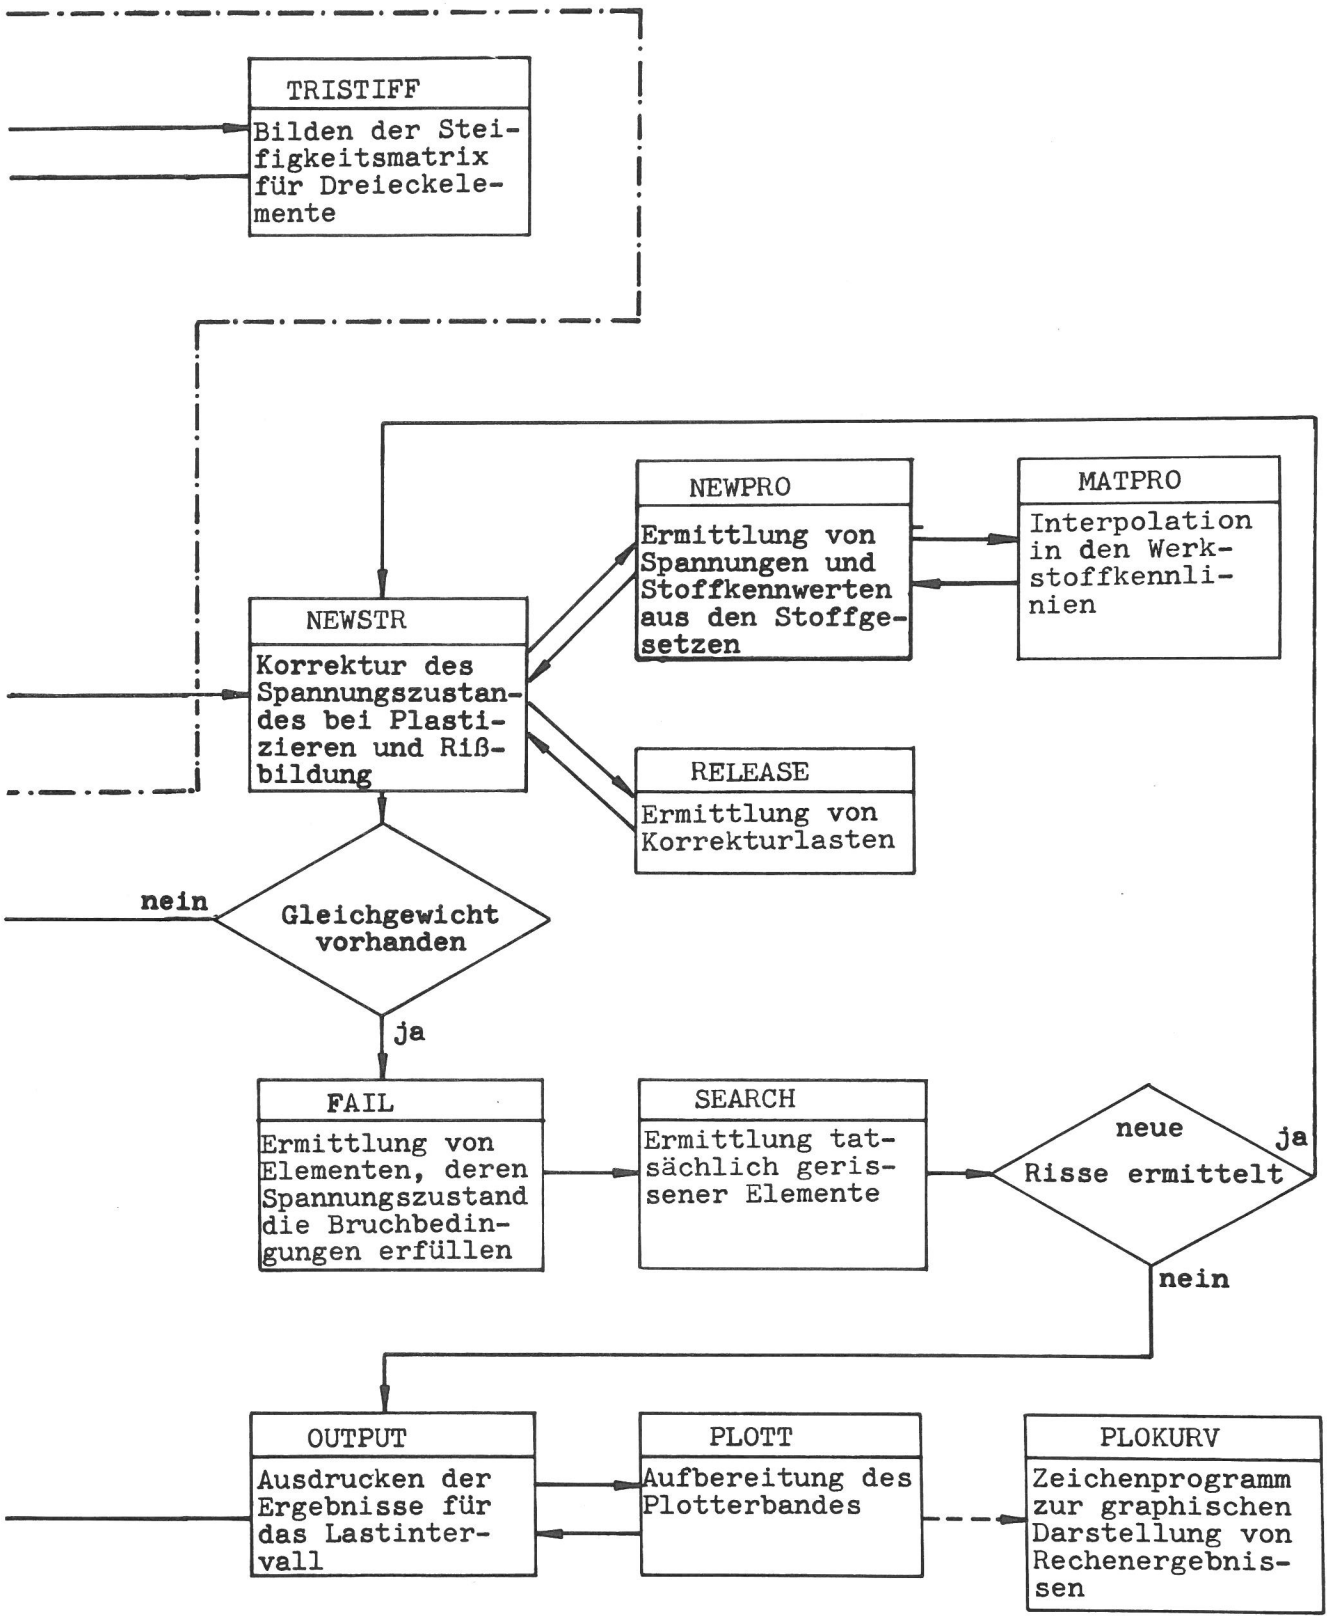 TRISTIFF
Bilden der Stei-
figkeitsmatrix
für Dreieckele-
mente
NEWPRO
Ermittlung von
Spannungen und
Stoffkennwerten
aus den Stoffge-
setzen
MATPRO
Interpolation
in den Werk-
stoffkennli-
nien
NEWSTR
Korrektur des
Spannungszustan-
des bei Plasti-
zieren und Riß-
bildung
RELEASE
Ermittlung von
Korrekturlasten
nein
Gleichgewicht
vorhanden
ja
FAIL
Ermittlung von
Elementen, deren
Spannungszustand
die Bruchbedin-
gungen erfüllen
SEARCH
Ermittlung tat-
sächlich geris-
sener Elemente
neue
Risse ermittelt
ja
nein
OUTPUT
Ausdrucken der
Ergebnisse für
das Lastinter-
vall
PLOTT
Aufbereitung des
Plotterbandes
PLOKURV
Zeichenprogramm
zur graphischen
Darstellung von
Rechenergebnis-
sen